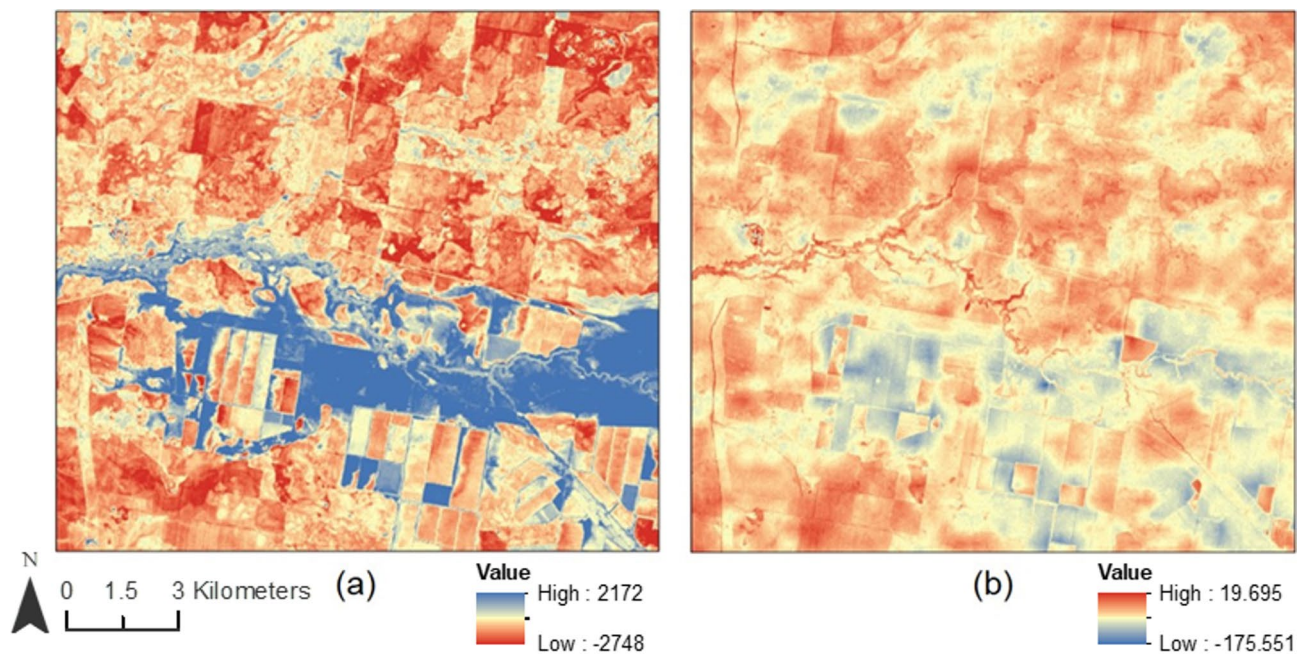 N
0 1.5 3 Kilometers
(a)
Value
High : 2172
Low : -2748
(b)
Value
High : 19.695
Low : -175.551